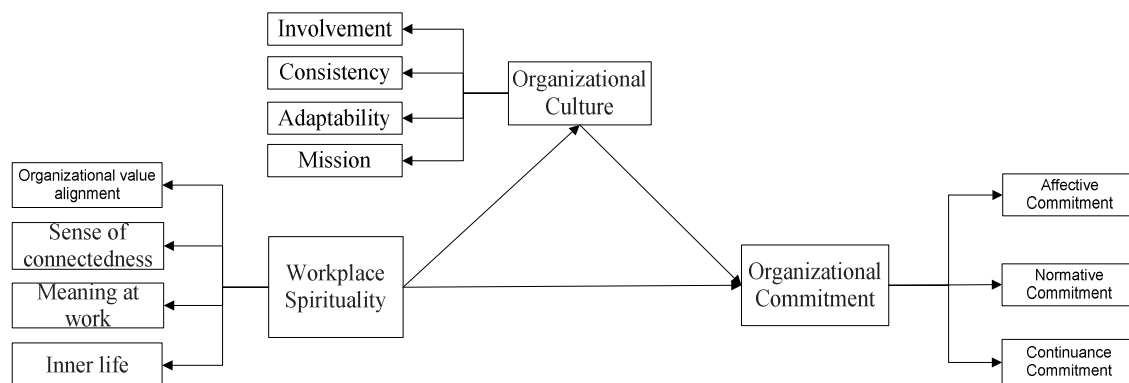 Involvement
Consistency
Adaptability
Mission
Organizational
Culture
Organizational value
alignment
Sense of
connectedness
Meaning at
work
Inner life
Workplace
Spirituality
Organizational
Commitment
Affective
Commitment
Normative
Commitment
Continuance
Commitment